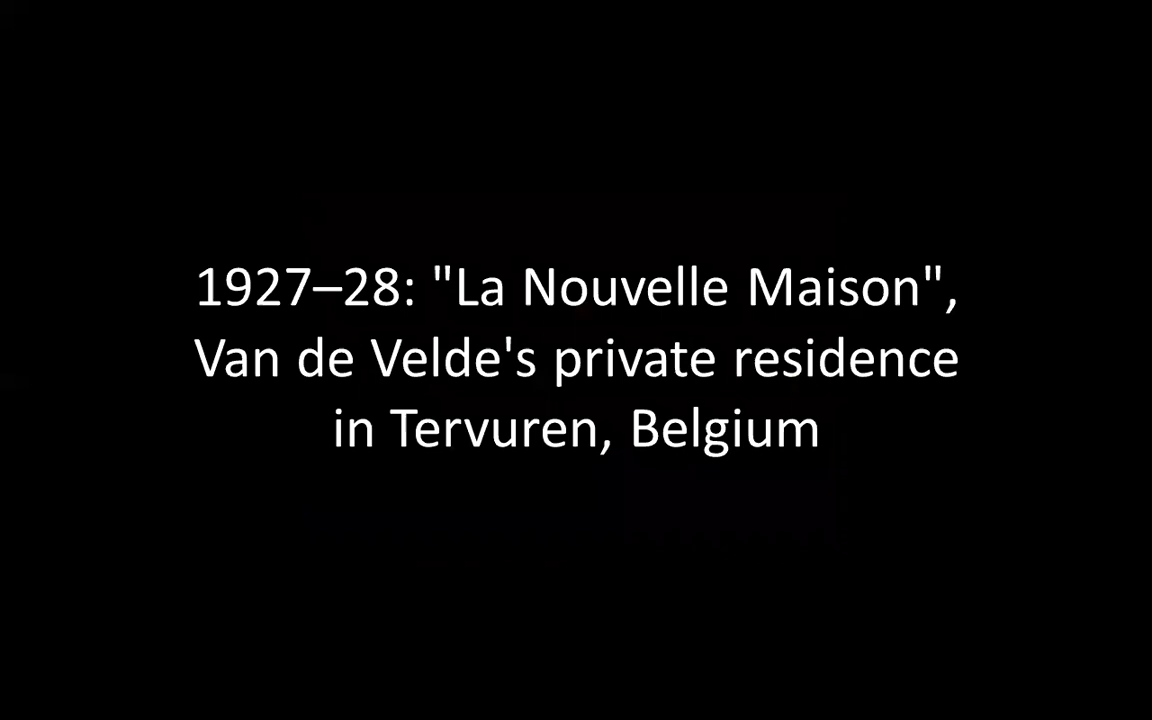 1927–28: "La Nouvelle Maison",
Van de Velde's private residence
in Tervuren, Belgium